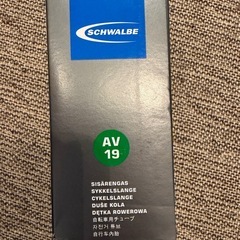 SCHWALBE
AV
19
SISÄRENGAS
SYKKELSLANGE
CYKELSLANGE
DUŠE KOLA
DĘTKA ROWEROWA
自転車用チューブ
자전거 튜브
自行车内胎